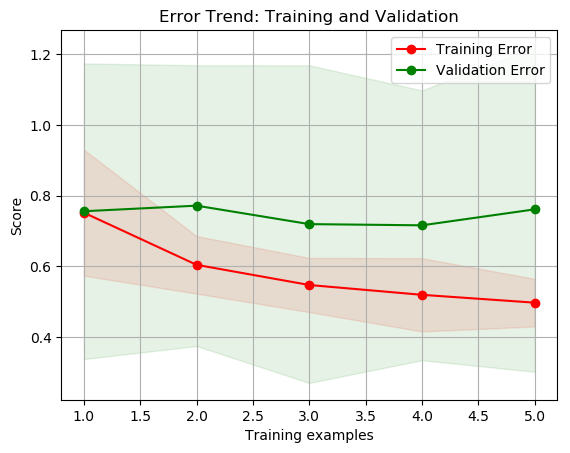 Error Trend: Training and Validation
Training Error
Validation Error
Score
1.2
1.0
0.8
0.6
0.4
1.0 1.5 2.0 2.5 3.0 3.5 4.0 4.5 5.0
Training examples